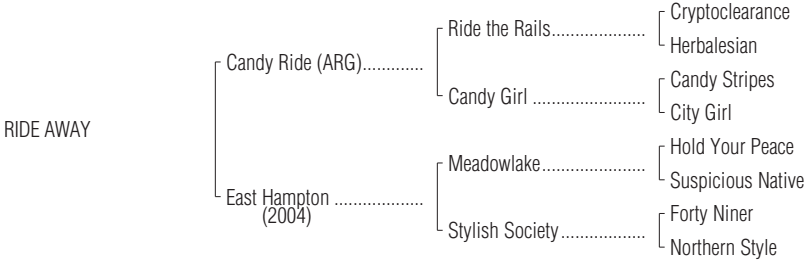 Cryptoclearance
Ride the Rails....................
Herbalesian
Candy Ride (ARG).............
Candy Stripes
Candy Girl ........................
City Girl
RIDE AWAY
Hold Your Peace
Meadowlake......................
Suspicious Native
East Hampton ...................
(2004)
Forty Niner
Stylish Society..................
Northern Style